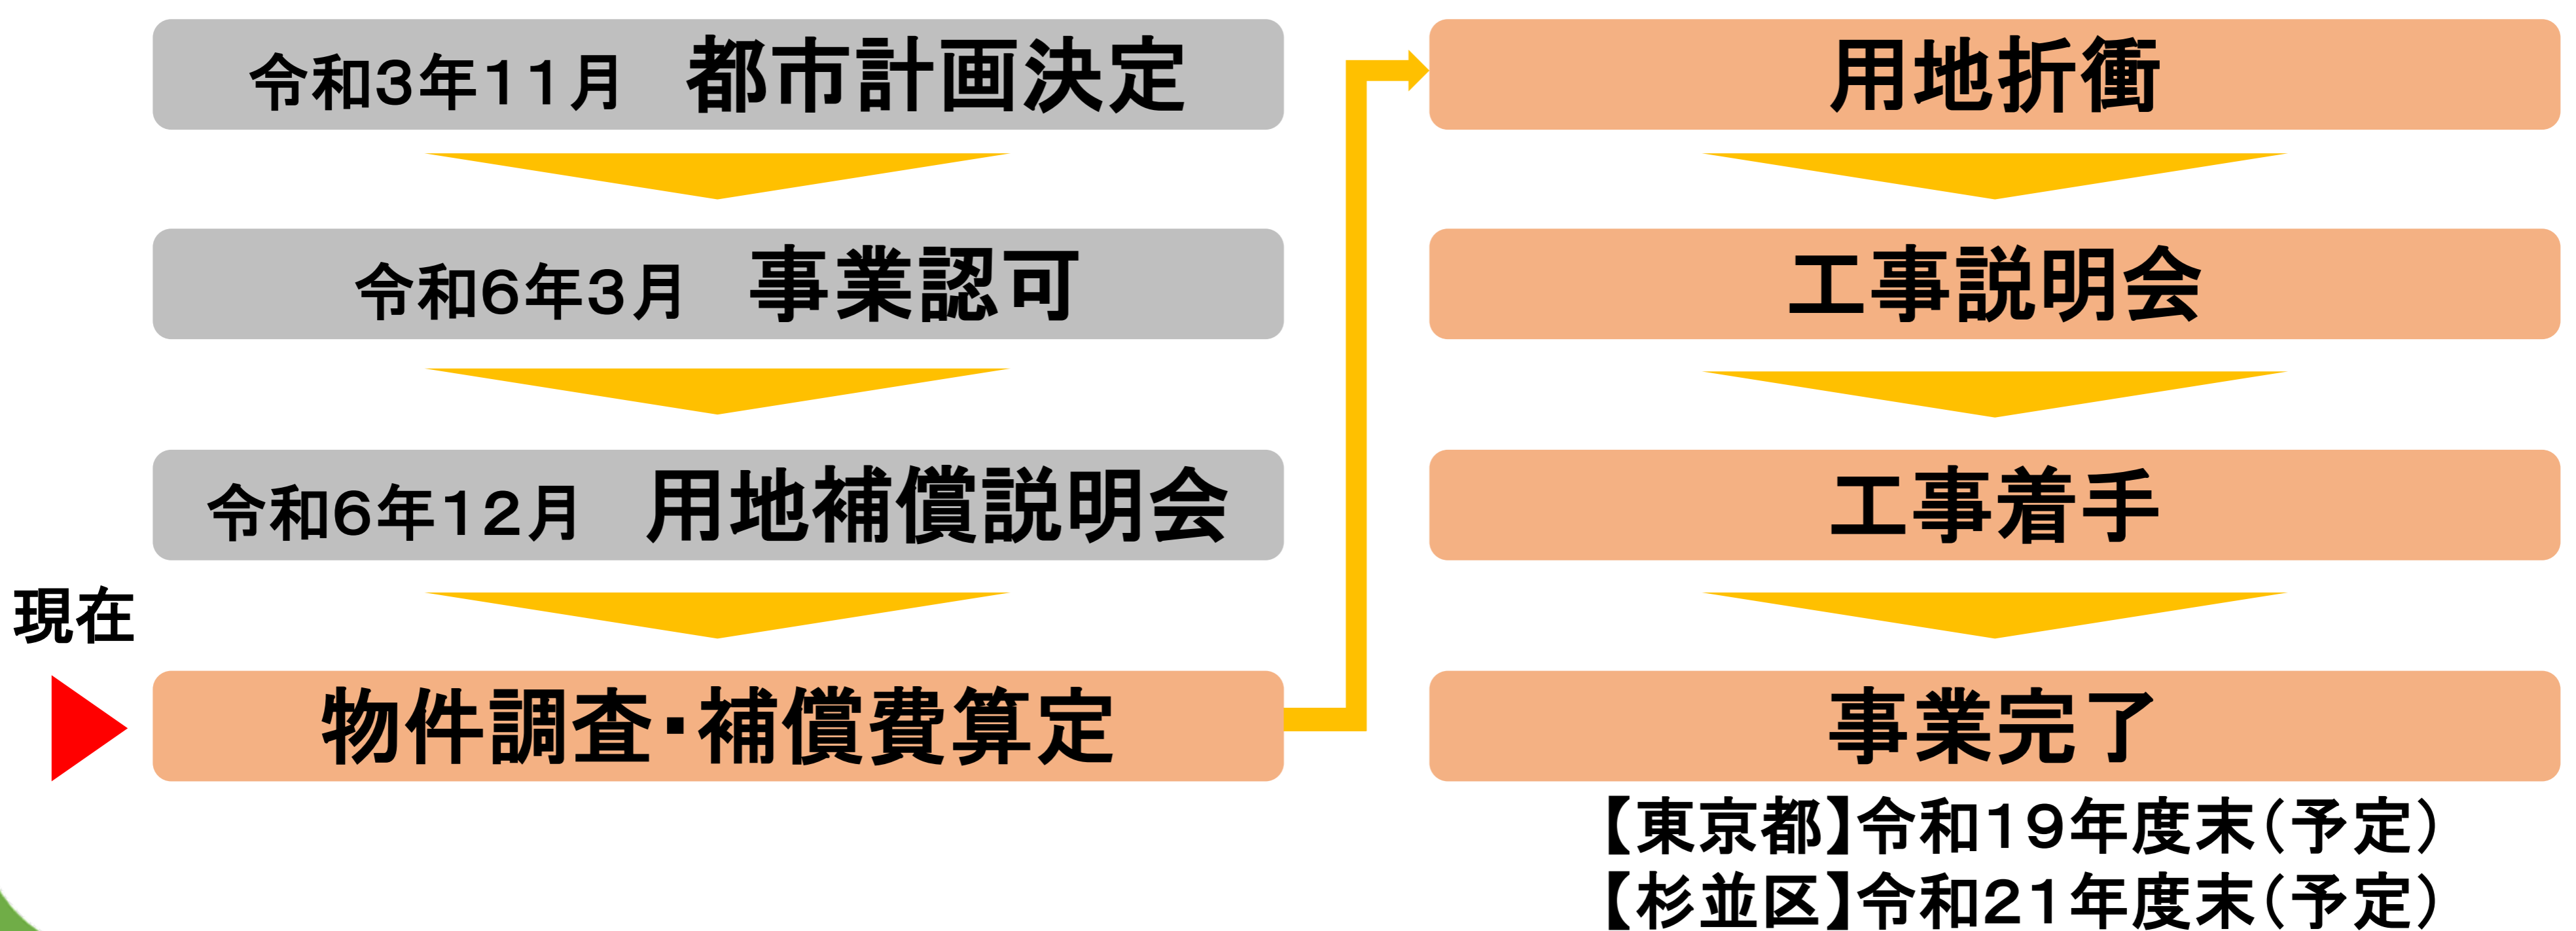 令和3年11月　都市計画決定
令和6年3月　事業認可
令和6年12月　用地補償説明会
現在
物件調査・補償費算定
用地折衝
工事説明会
工事着手
事業完了
【東京都】令和19年度末（予定）
【杉並区】令和21年度末（予定）